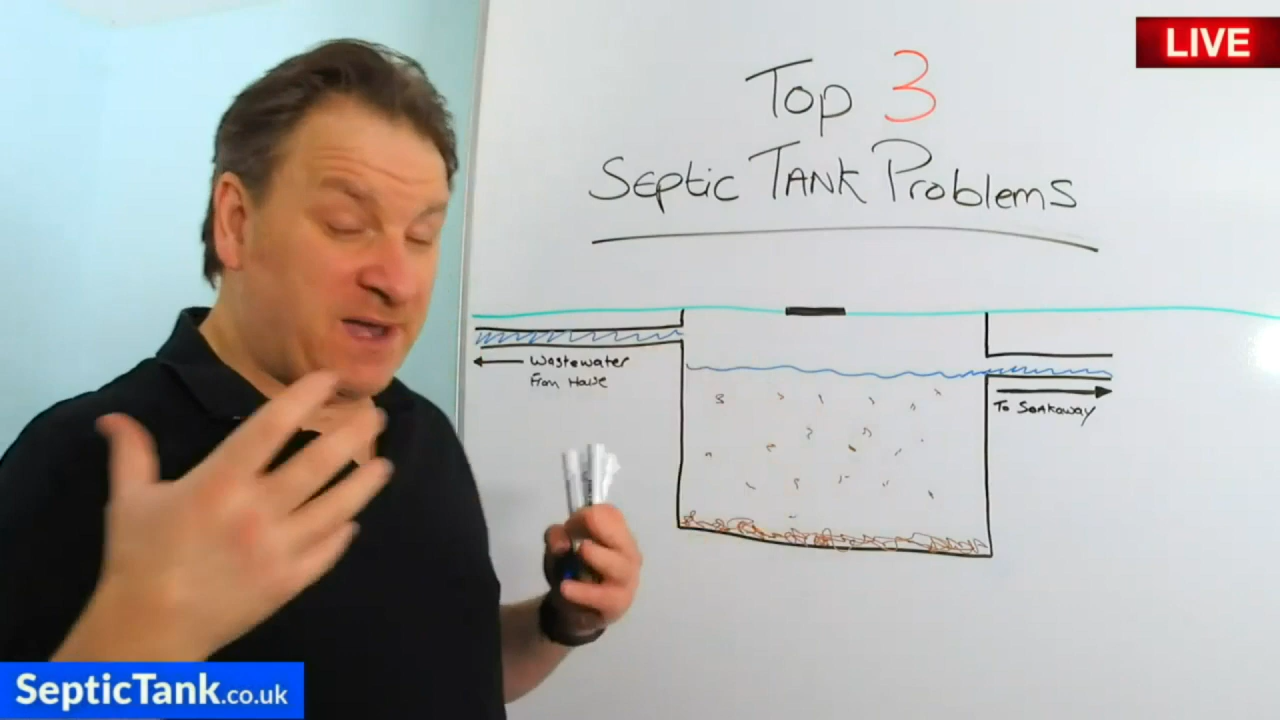 LIVE
Top 3
Septic Tank Problems
Wastewater
From House
To Soakaway
SepticTank.co.uk